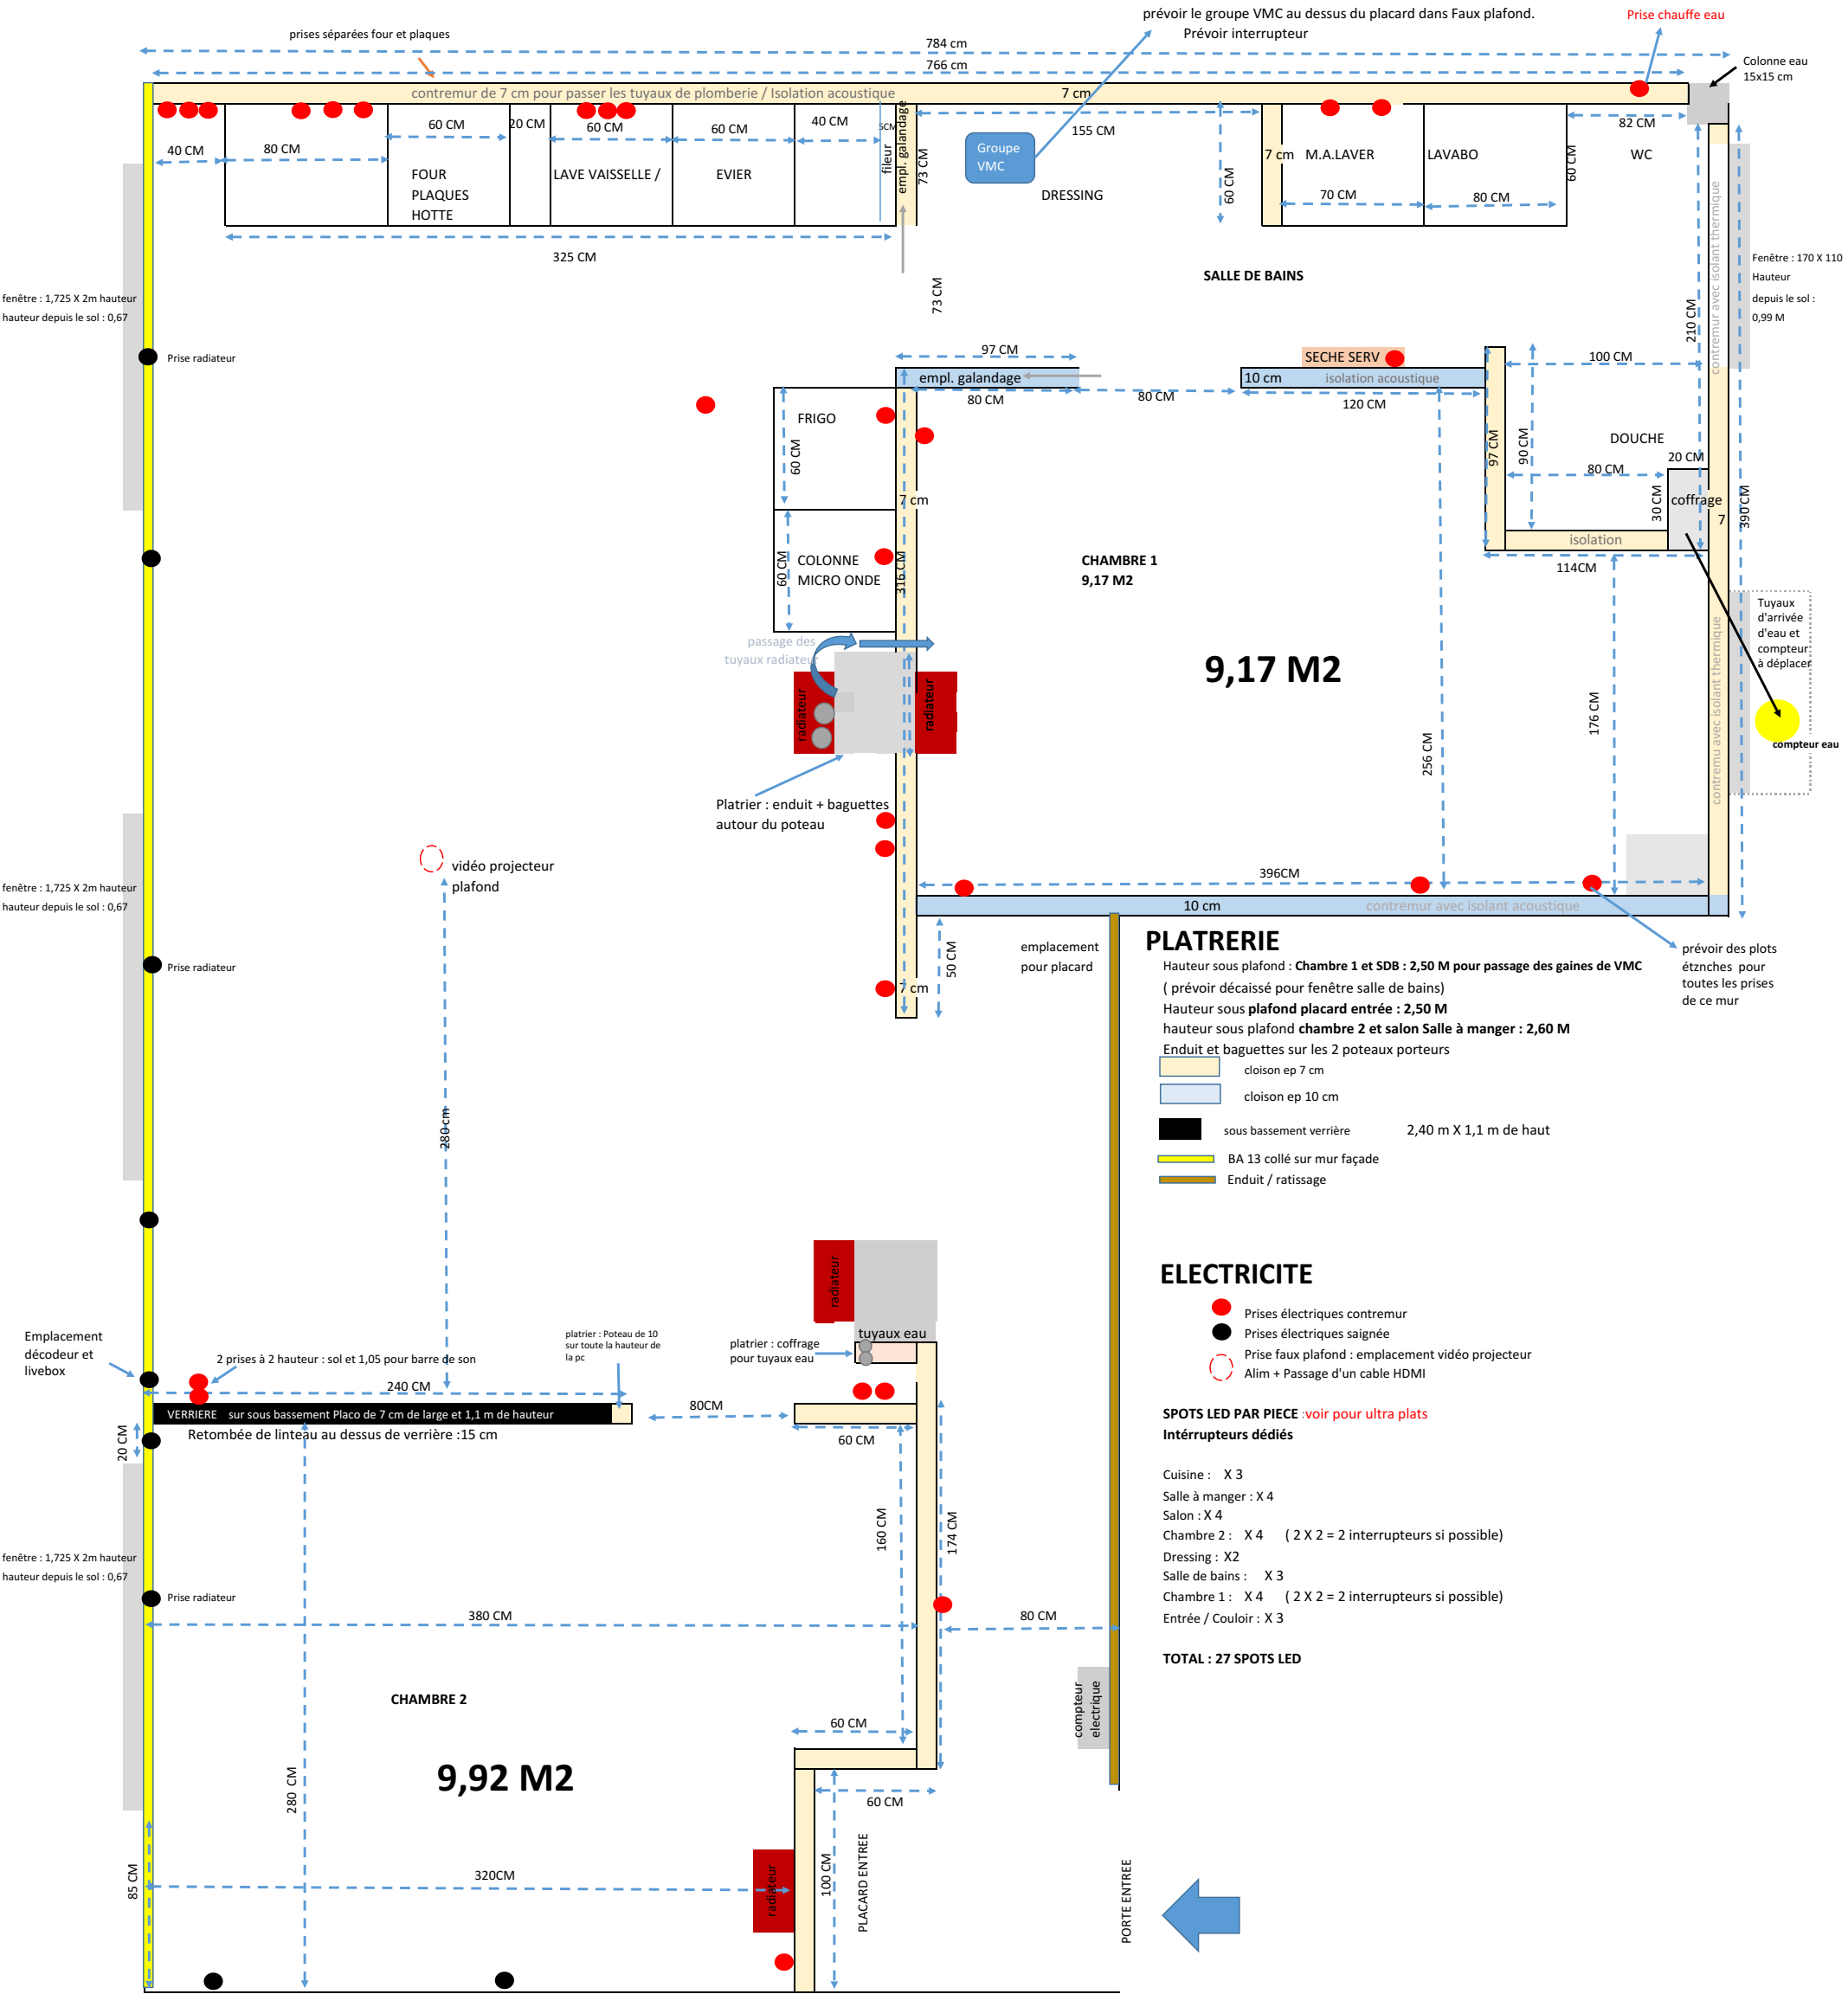 prévoir le groupe VMC au dessus du placard dans Faux plafond.
Prévoir interrupteur
Prise chauffe eau
prises séparées four et plaques
784 cm
766 cm
Colonne eau
15x15 cm
contremur de 7 cm pour passer les tuyaux de plomberie / Isolation acoustique
7 cm
40 CM
80 CM
60 CM
20 CM
60 CM
60 CM
40 CM
5CM
fileur
empl. galandage
73 CM
155 CM
60 CM
7 cm
82 CM
60 CM
FOUR
PLAQUES
HOTTE
LAVE VAISSELLE /
EVIER
Groupe
VMC
DRESSING
M.A.LAVER
LAVABO
WC
70 CM
80 CM
325 CM
73 CM
SALLE DE BAINS
contremur avec isolant thermique
210 CM
390 CM
Fenêtre : 170 X 110
Hauteur
depuis le sol :
0,99 M
fenêtre : 1,725 X 2m hauteur
hauteur depuis le sol : 0,67
Prise radiateur
97 CM
empl. galandage
80 CM
80 CM
SECHE SERV
10 cm
isolation acoustique
120 CM
100 CM
97 CM
90 CM
DOUCHE
80 CM
20 CM
30 CM
coffrage
7
isolation
114CM
FRIGO
60 CM
7 cm
COLONNE
MICRO ONDE
60 CM
316 CM
CHAMBRE 1
9,17 M2
9,17 M2
passage des
tuyaux radiateur
radiateur
radiateur
256 CM
176 CM
contremu avec isolant thermique
Tuyaux
d'arrivée
d'eau et
compteur
à déplacer
compteur eau
Platrier : enduit + baguettes
autour du poteau
vidéo projecteur
plafond
fenêtre : 1,725 X 2m hauteur
hauteur depuis le sol : 0,67
396CM
10 cm
contremur avec isolant acoustique
Prise radiateur
50 CM
7 cm
emplacement
pour placard
prévoir des plots
étznches pour
toutes les prises
de ce mur
PLATRERIE
Hauteur sous plafond : Chambre 1 et SDB : 2,50 M pour passage des gaines de VMC
( prévoir décaissé pour fenêtre salle de bains)
Hauteur sous plafond placard entrée : 2,50 M
hauteur sous plafond chambre 2 et salon Salle à manger : 2,60 M
Enduit et baguettes sur les 2 poteaux porteurs
cloison ep 7 cm
cloison ep 10 cm
sous bassement verrière 2,40 m X 1,1 m de haut
BA 13 collé sur mur façade
Enduit / ratissage
280 cm
ELECTRICITE
Prises électriques contremur
Prises électriques saignée
Prise faux plafond : emplacement vidéo projecteur
Alim + Passage d'un cable HDMI
SPOTS LED PAR PIECE :voir pour ultra plats
Intérrupteurs dédiés
Cuisine : X 3
Salle à manger : X 4
Salon : X 4
Chambre 2 : X 4 ( 2 X 2 = 2 interrupteurs si possible)
Dressing : X2
Salle de bains : X 3
Chambre 1 : X 4 ( 2 X 2 = 2 interrupteurs si possible)
Entrée / Couloir : X 3
TOTAL : 27 SPOTS LED
radiateur
tuyaux eau
Emplacement
décodeur et
livebox
2 prises à 2 hauteur : sol et 1,05 pour barre de son
platrier : Poteau de 10
sur toute la hauteur de
la pc
platrier : coffrage
pour tuyaux eau
240 CM
VERRIERE sur sous bassement Placo de 7 cm de large et 1,1 m de hauteur
Retombée de linteau au dessus de verrière :15 cm
80CM
60 CM
20 CM
160 CM
174 CM
fenêtre : 1,725 X 2m hauteur
hauteur depuis le sol : 0,67
Prise radiateur
380 CM
80 CM
CHAMBRE 2
9,92 M2
60 CM
compteur
electrique
60 CM
280 CM
85 CM
320CM
radiateur
100 CM
PLACARD ENTREE
PORTE ENTREE